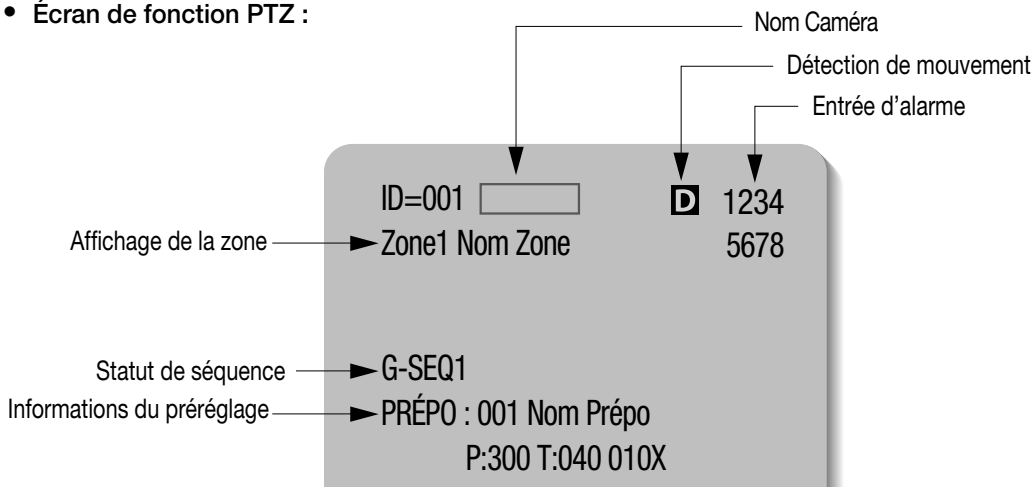 • Écran de fonction PTZ :
Nom Caméra
Détection de mouvement
Entrée d’alarme
ID=001
D 1234
Affichage de la zone
Zone1 Nom Zone
5678
Statut de séquence
G-SEQ1
Informations du préréglage
PRÉPO : 001 Nom Prépo
P:300 T:040 010X